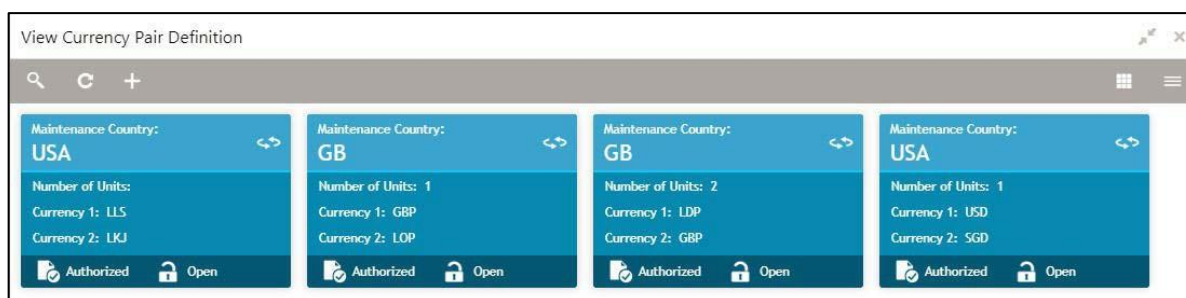 View Currency Pair Definition
Maintenance Country:
USA
Number of Units:
Currency 1: LLS
Currency 2: LKJ
Authorized Open
Maintenance Country:
GB
Number of Units: 1
Currency 1: GBP
Currency 2: LOP
Authorized Open
Maintenance Country:
GB
Number of Units: 2
Currency 1: LDP
Currency 2: GBP
Authorized Open
Maintenance Country:
USA
Number of Units: 1
Currency 1: USD
Currency 2: SGD
Authorized Open